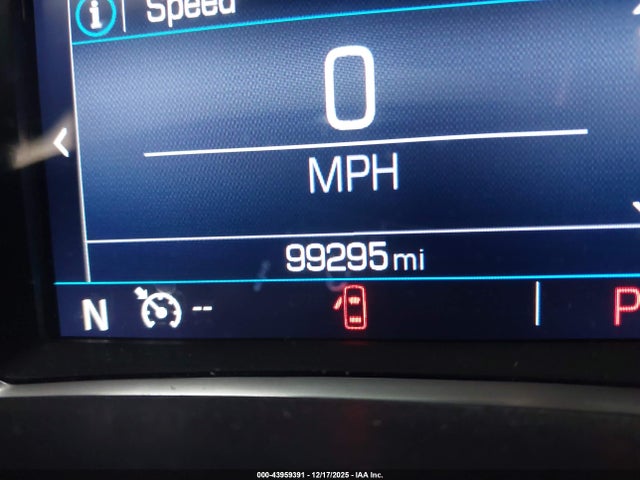 i Speed
0
MPH
99295 mi
N -- P
000-43959391 - 12/17/2025 - IAA Inc.